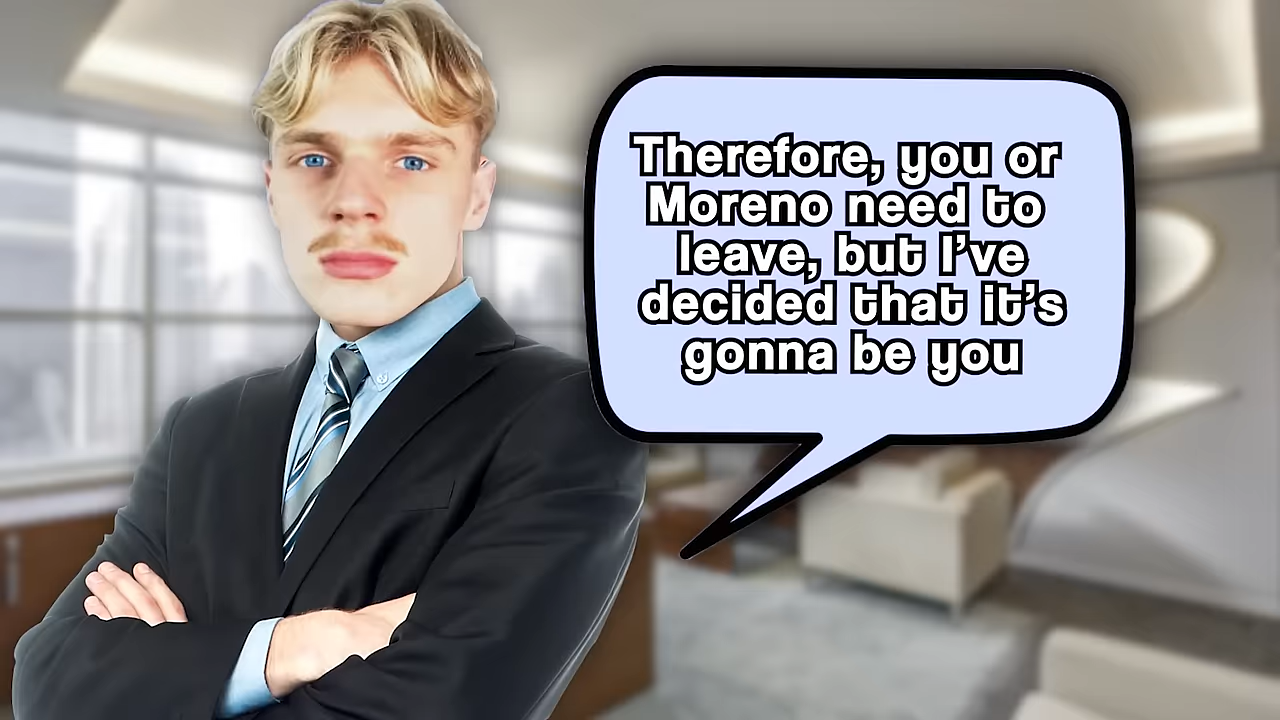 Therefore, you or
Moreno need to
leave, but I've
decided that it's
gonna be you